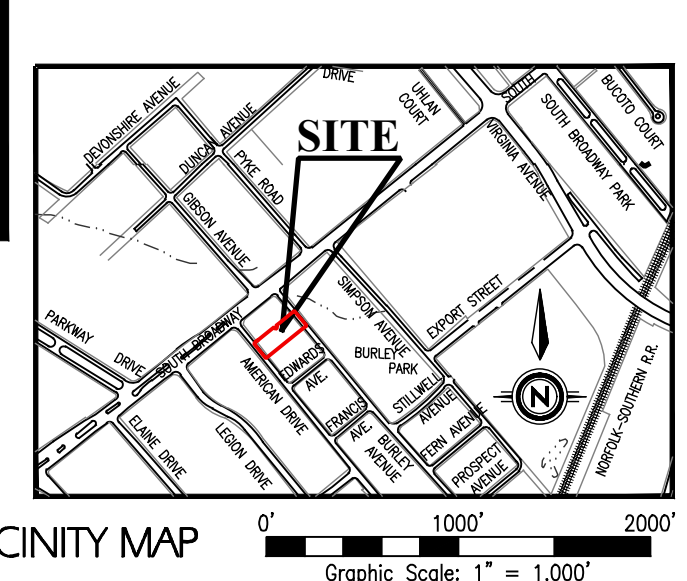 DRIVE
SOUTH
DEVONSHIRE AVENUE
UHLAN
COURT
BUCOTO COURT
SOUTH BROADWAY PARK
DUNCAN AVENUE
SITE
VIRGINIA AVENUE
PYKE ROAD
GIBSON AVENUE
SIMPSON AVENUE
EXPORT STREET
PARKWAY
DRIVE
SOUTH BROADWAY
BURLEY
PARK
EDWARDS
AVE.
AMERICAN DRIVE
STILLWELL
AVENUE
FRANCIS
AVE.
FERN AVENUE
N
NORFOLK-SOUTHERN R.R.
ELAINE DRIVE
LEGION DRIVE
BURLEY
AVENUE
PROSPECT
AVENUE
CINITY MAP
0' 1000' 2000'
Graphic Scale: 1" = 1,000'